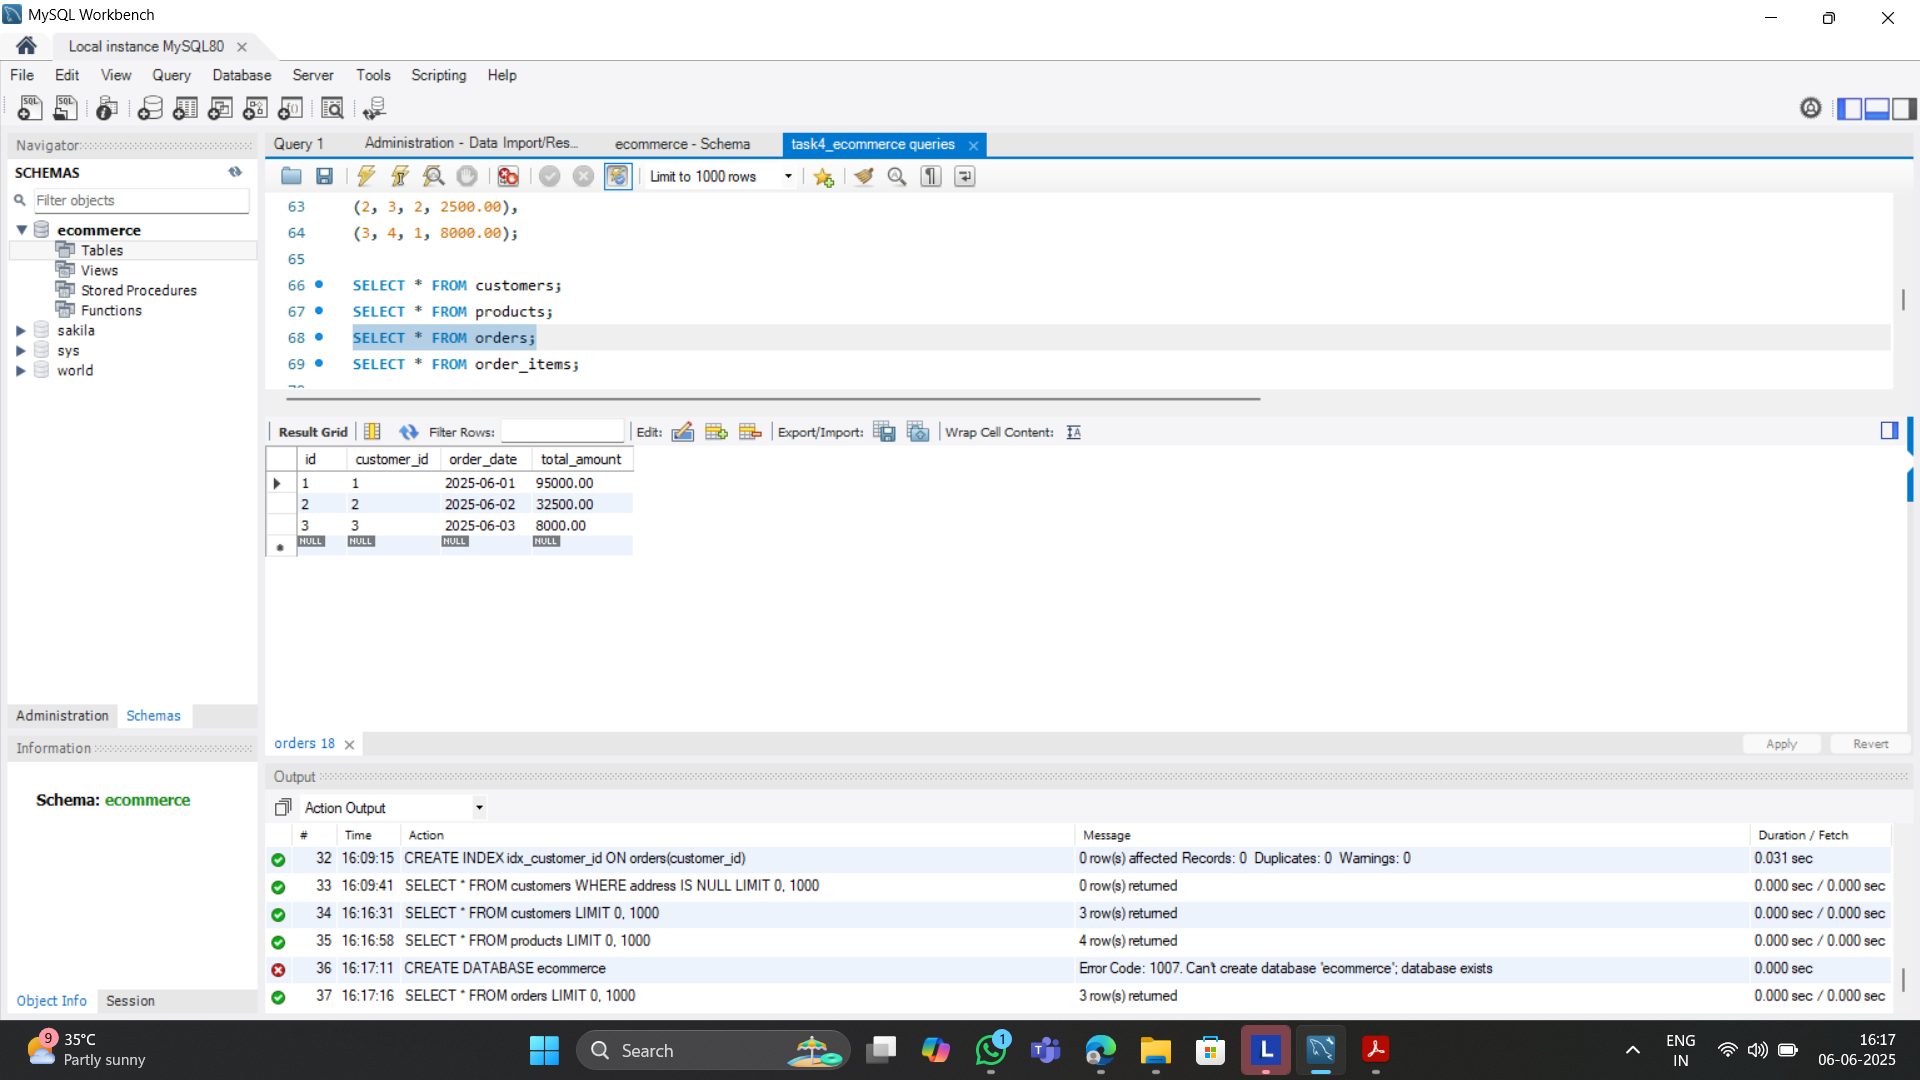 MySQL Workbench
Local instance MySQL80
File Edit View Query Database Server Tools Scripting Help
Navigator
SCHEMAS
Filter objects
ecommerce
Tables
Views
Stored Procedures
Functions
sakila
sys
world
Administration Schemas
Information
Schema: ecommerce
Object Info Session
Query 1 Administration - Data Import/Res... ecommerce - Schema task4_ecommerce queries
Limit to 1000 rows
63 (2, 3, 2, 2500.00),
64 (3, 4, 1, 8000.00);
65
66 SELECT * FROM customers;
67 SELECT * FROM products;
68 SELECT * FROM orders;
69 SELECT * FROM order_items;
Result Grid Filter Rows: Edit: Export/Import: Wrap Cell Content:
id customer_id order_date total_amount
1 1 2025-06-01 95000.00
2 2 2025-06-02 32500.00
3 3 2025-06-03 8000.00
NULL NULL NULL NULL
orders 18
Apply Revert
Output
Action Output
# Time Action Message Duration / Fetch
32 16:09:15 CREATE INDEX idx_customer_id ON orders(customer_id) 0 row(s) affected Records: 0 Duplicates: 0 Warnings: 0 0.031 sec
33 16:09:41 SELECT * FROM customers WHERE address IS NULL LIMIT 0, 1000 0 row(s) returned 0.000 sec / 0.000 sec
34 16:16:31 SELECT * FROM customers LIMIT 0, 1000 3 row(s) returned 0.000 sec / 0.000 sec
35 16:16:58 SELECT * FROM products LIMIT 0, 1000 4 row(s) returned 0.000 sec / 0.000 sec
36 16:17:11 CREATE DATABASE ecommerce Error Code: 1007. Can't create database 'ecommerce'; database exists 0.000 sec
37 16:17:16 SELECT * FROM orders LIMIT 0, 1000 3 row(s) returned 0.000 sec / 0.000 sec
9 35°C
Partly sunny
Search
1
L
ENG
IN
16:17
06-06-2025